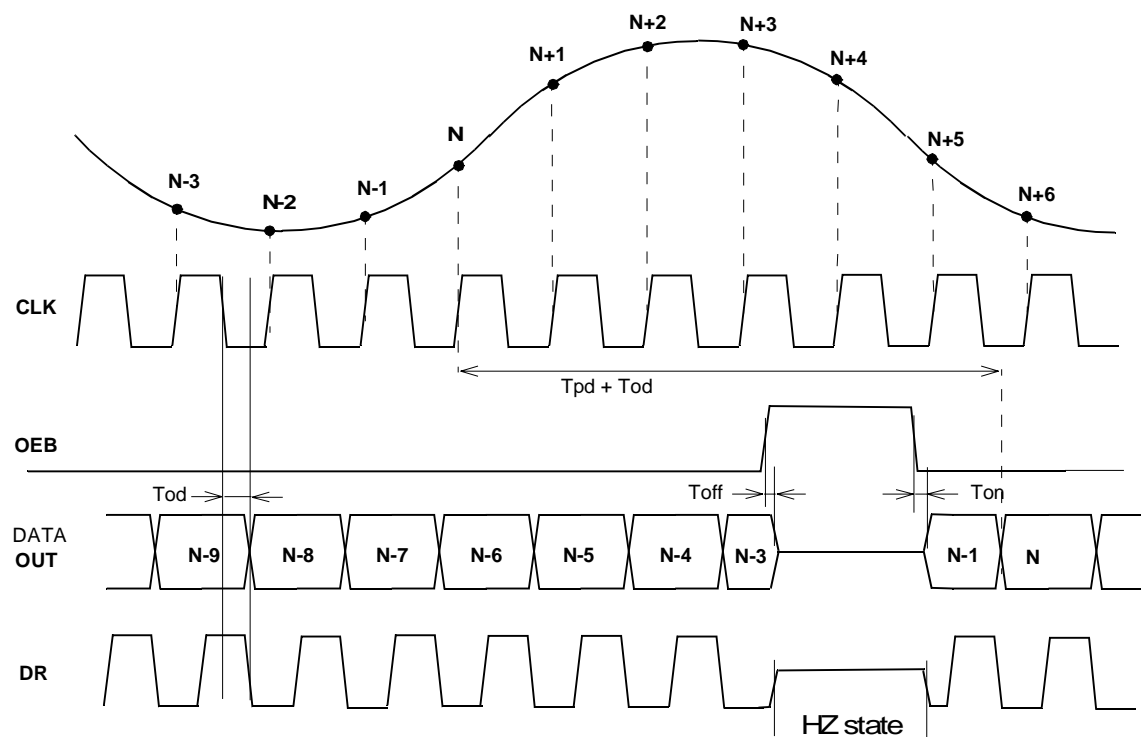 N+2
N+3
N+1
N+4
N
N+5
N-3
N-2
N-1
N+6
CLK
Tpd + Tod
OEB
Tod
Toff
Ton
DATA
OUT
N-9
N-8
N-7
N-6
N-5
N-4
N-3
N-1
N
DR
HZ state